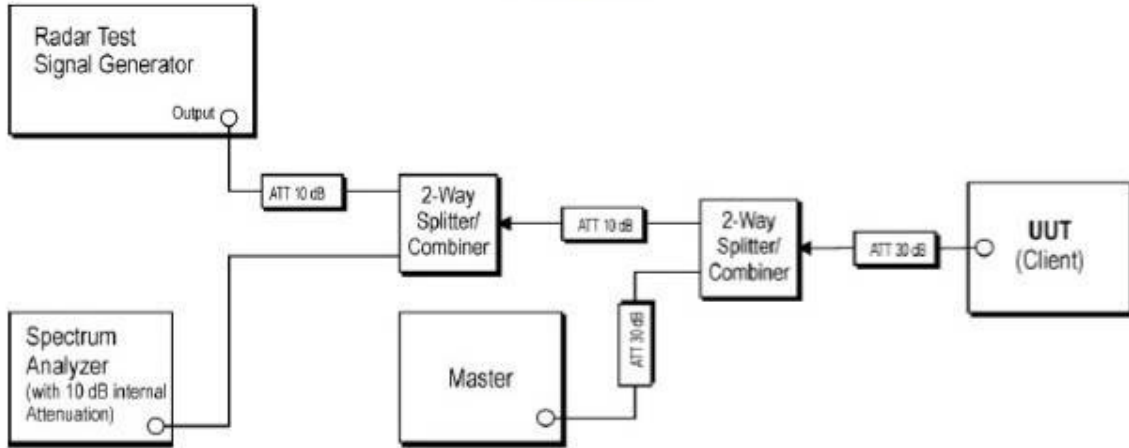 Radar Test
Signal Generator
Output
ATT 10 dB
2-Way
Splitter/
Combiner
ATT 10 dB
2-Way
Splitter/
Combiner
ATT 30 dB
UUT
(Client)
Spectrum
Analyzer
(with 10 dB internal
Attenuation)
Master
ATT 30 dB